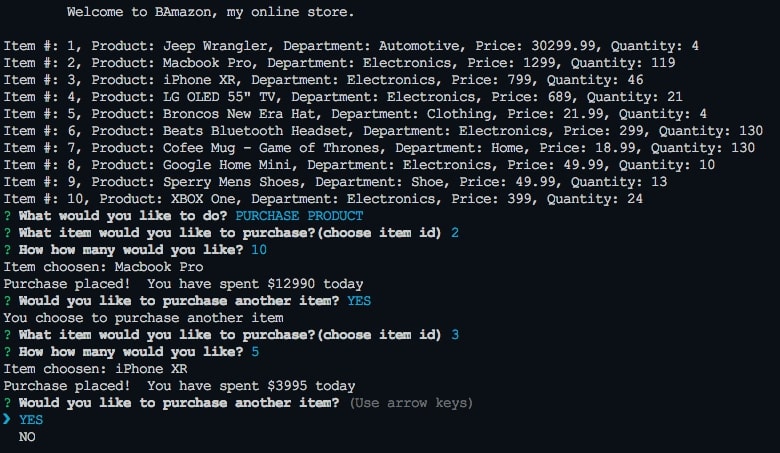 Welcome to BAmazon, my online store.
Item #: 1, Product: Jeep Wrangler, Department: Automotive, Price: 30299.99, Quantity: 4
Item #: 2, Product: Macbook Pro, Department: Electronics, Price: 1299, Quantity: 119
Item #: 3, Product: iPhone XR, Department: Electronics, Price: 799, Quantity: 46
Item #: 4, Product: LG OLED 55" TV, Department: Electronics, Price: 689, Quantity: 21
Item #: 5, Product: Broncos New Era Hat, Department: Clothing, Price: 21.99, Quantity: 4
Item #: 6, Product: Beats Bluetooth Headset, Department: Electronics, Price: 299, Quantity: 130
Item #: 7, Product: Cofee Mug - Game of Thrones, Department: Home, Price: 18.99, Quantity: 130
Item #: 8, Product: Google Home Mini, Department: Electronics, Price: 49.99, Quantity: 10
Item #: 9, Product: Sperry Mens Shoes, Department: Shoe, Price: 49.99, Quantity: 13
Item #: 10, Product: XBOX One, Department: Electronics, Price: 399, Quantity: 24
? What would you like to do? PURCHASE PRODUCT
? What item would you like to purchase?(choose item id) 2
? How how many would you like? 10
Item choosen: Macbook Pro
Purchase placed!  You have spent $12990 today
? Would you like to purchase another item? YES
You choose to purchase another item
? What item would you like to purchase?(choose item id) 3
? How how many would you like? 5
Item choosen: iPhone XR
Purchase placed!  You have spent $3995 today
? Would you like to purchase another item? (Use arrow keys)
❯ YES
NO